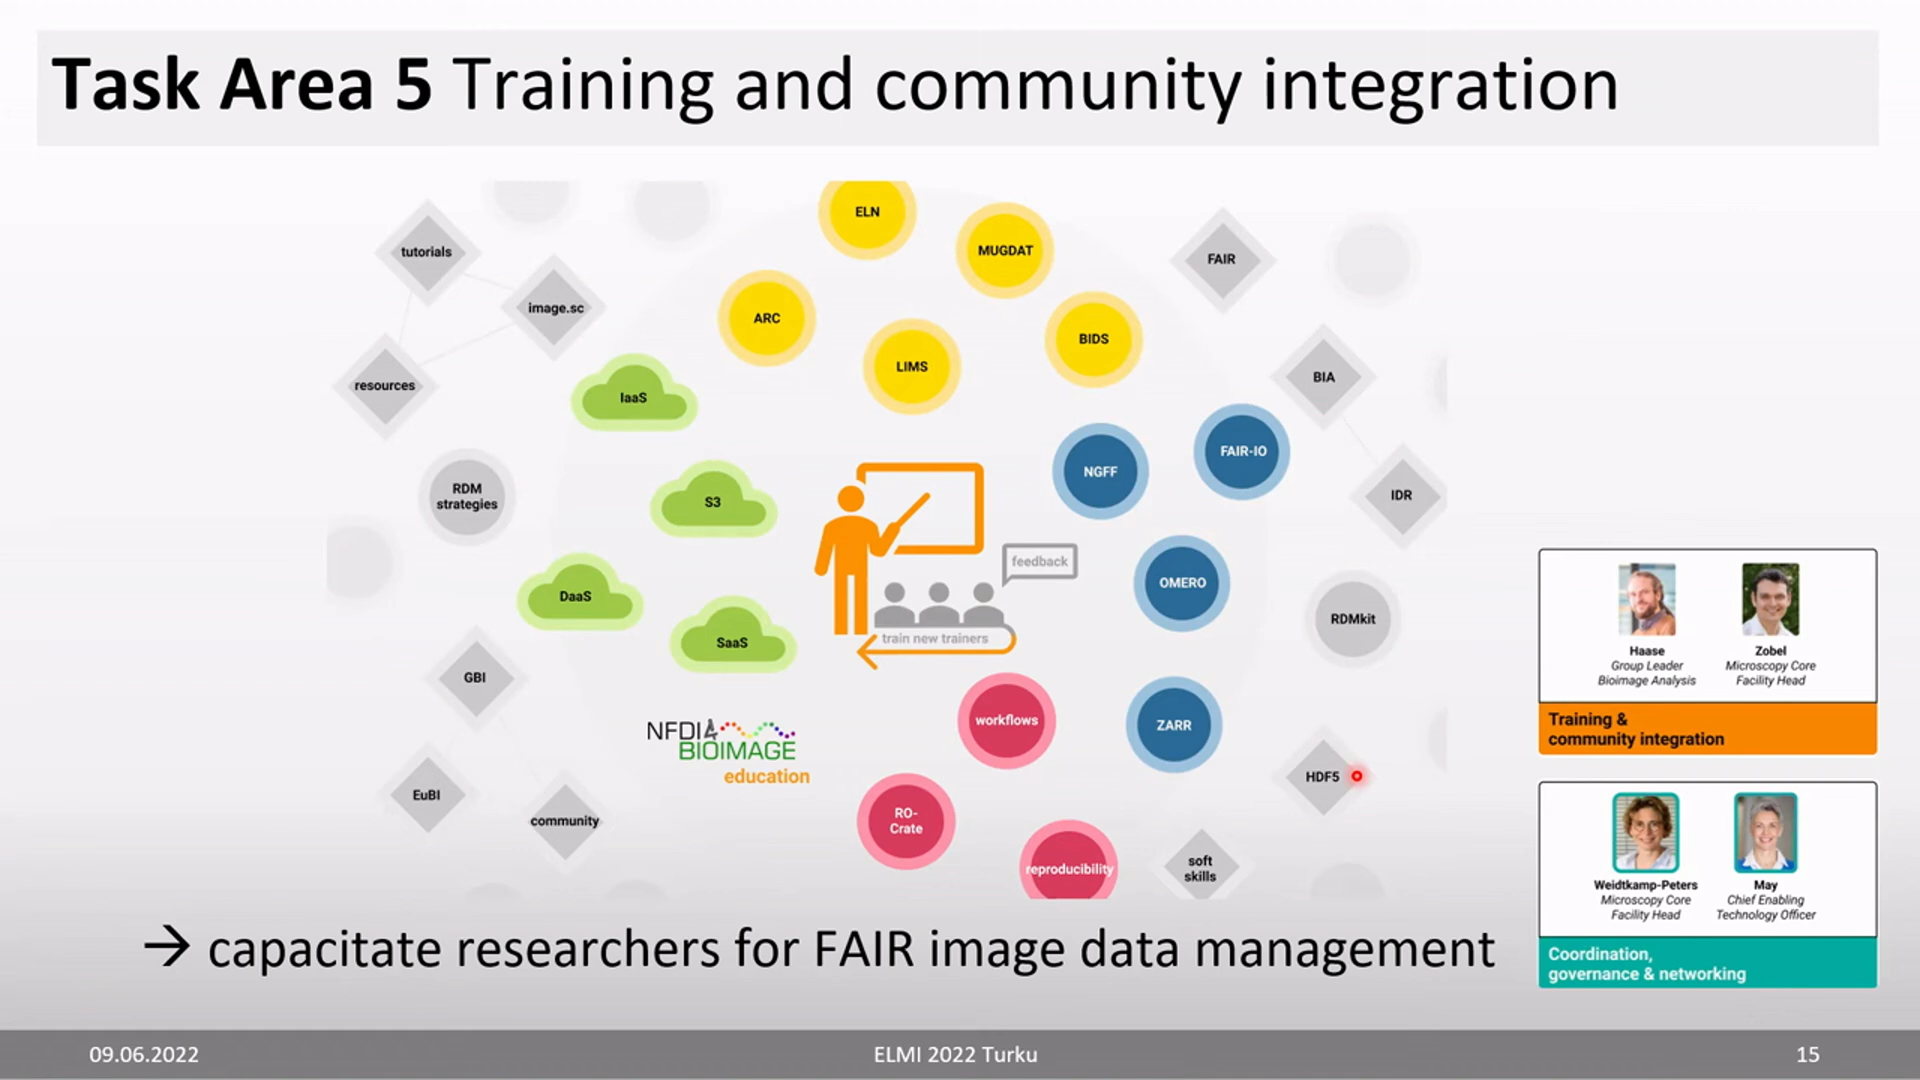 Task Area 5 Training and community integration
ELN
MUGDAT
tutorials
FAIR
image.sc
ARC
BIDS
LIMS
BIA
resources
IaaS
FAIR-IO
NGFF
RDM
strategies
S3
IDR
feedback
OMERO
DaaS
RDMkit
train new trainers
SaaS
GBI
workflows
ZARR
NFDI4
BIOIMAGE
education
HDF5
EuBI
community
RO-
Crate
reproducibility
soft
skills
Haase
Group Leader
Bioimage Analysis
Zobel
Microscopy Core
Facility Head
Training &
community integration
Weidtkamp-Peters
Microscopy Core
Facility Head
May
Chief Enabling
Technology Officer
Coordination,
governance & networking
→ capacitate researchers for FAIR image data management
09.06.2022
ELMI 2022 Turku
15